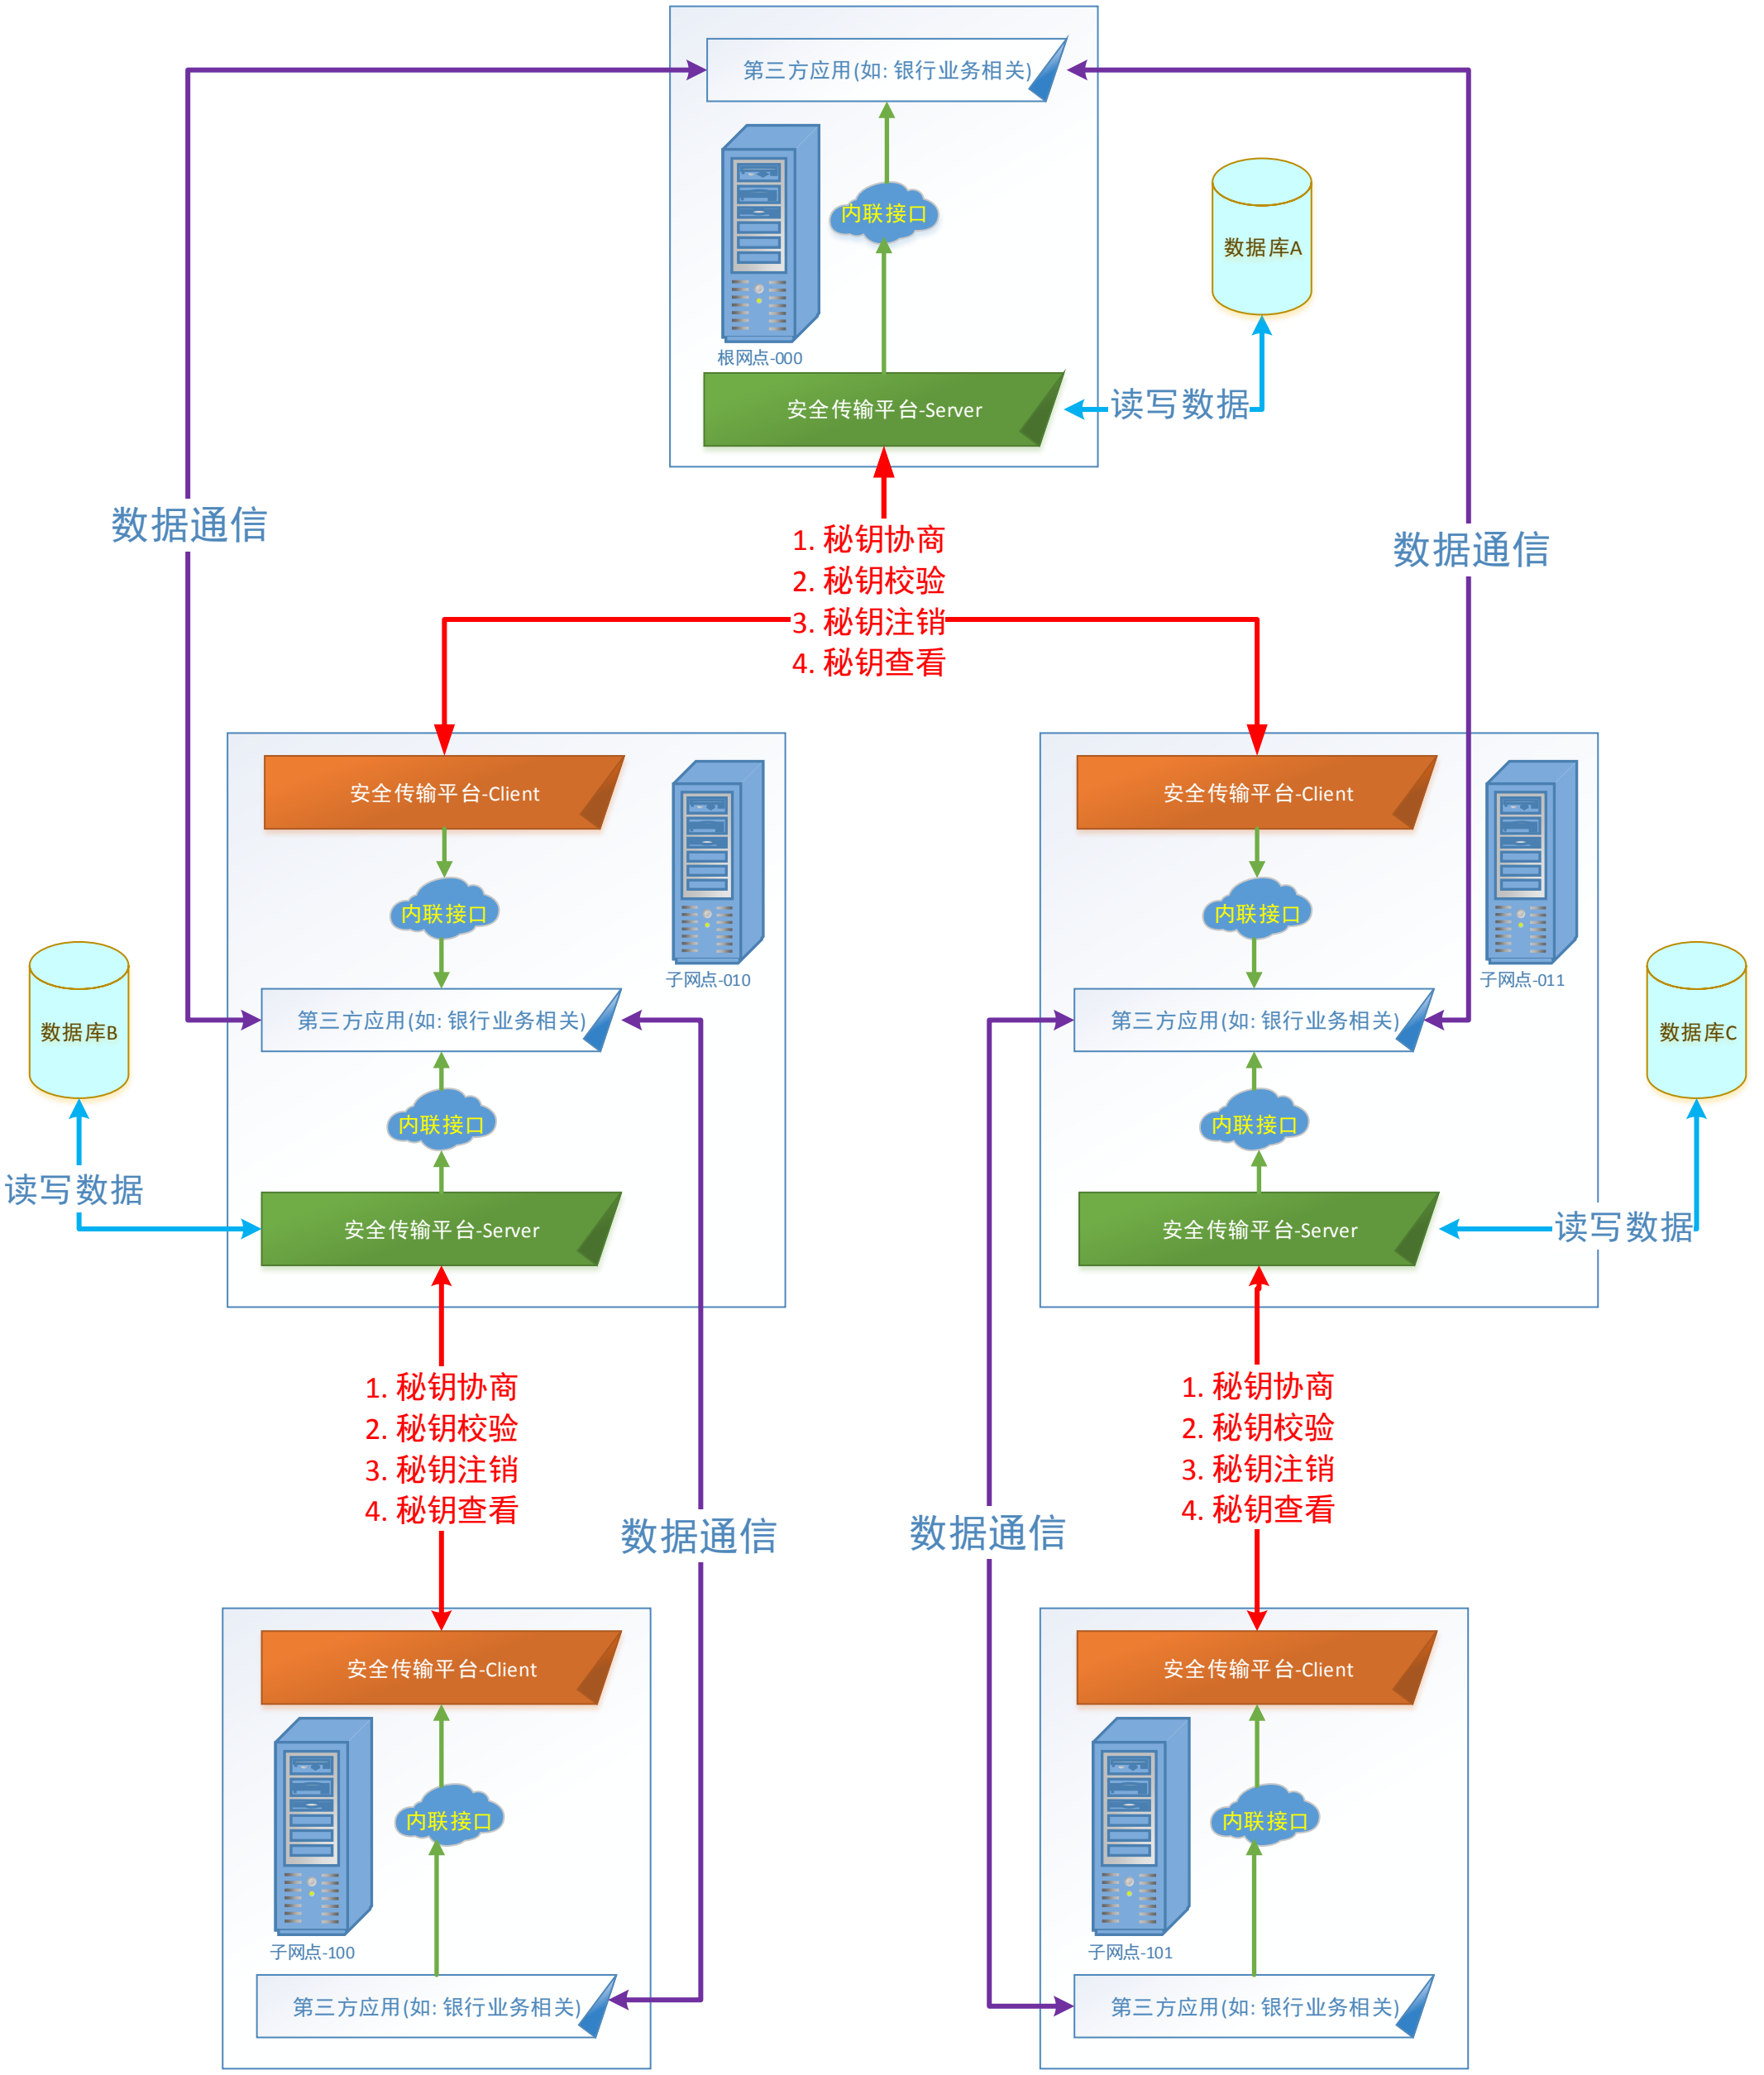 第三方应用(如: 银行业务相关)
内联接口
数据库A
根网点-000
安全传输平台-Server
读写数据
数据通信
数据通信
1. 秘钥协商
2. 秘钥校验
3. 秘钥注销
4. 秘钥查看
安全传输平台-Client
内联接口
子网点-010
第三方应用(如: 银行业务相关)
数据库B
内联接口
读写数据
安全传输平台-Server
安全传输平台-Client
内联接口
子网点-011
第三方应用(如: 银行业务相关)
数据库C
内联接口
安全传输平台-Server
读写数据
1. 秘钥协商
2. 秘钥校验
3. 秘钥注销
4. 秘钥查看
数据通信
数据通信
1. 秘钥协商
2. 秘钥校验
3. 秘钥注销
4. 秘钥查看
安全传输平台-Client
内联接口
子网点-100
第三方应用(如: 银行业务相关)
安全传输平台-Client
内联接口
子网点-101
第三方应用(如: 银行业务相关)